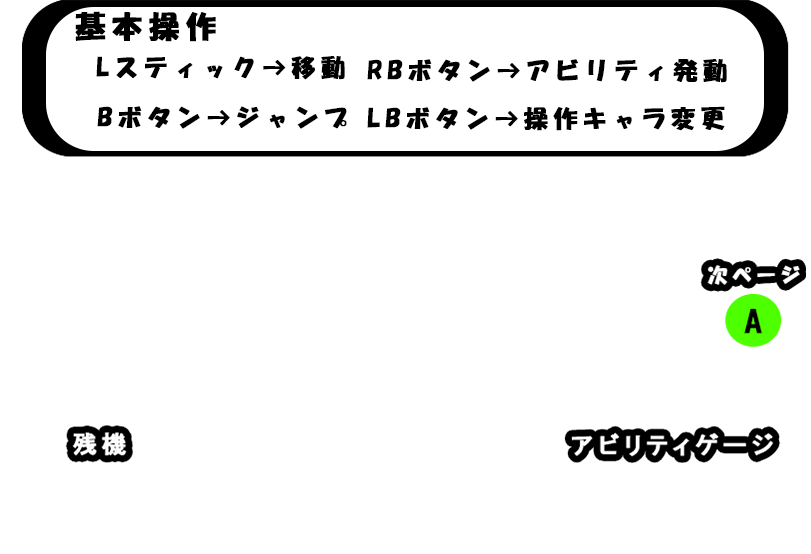 基本操作
Lスティック→移動 RBボタン→アビリティ発動
Bボタン→ジャンプ LBボタン→操作キャラ変更
次ページ
A
残機 アビリティゲージ